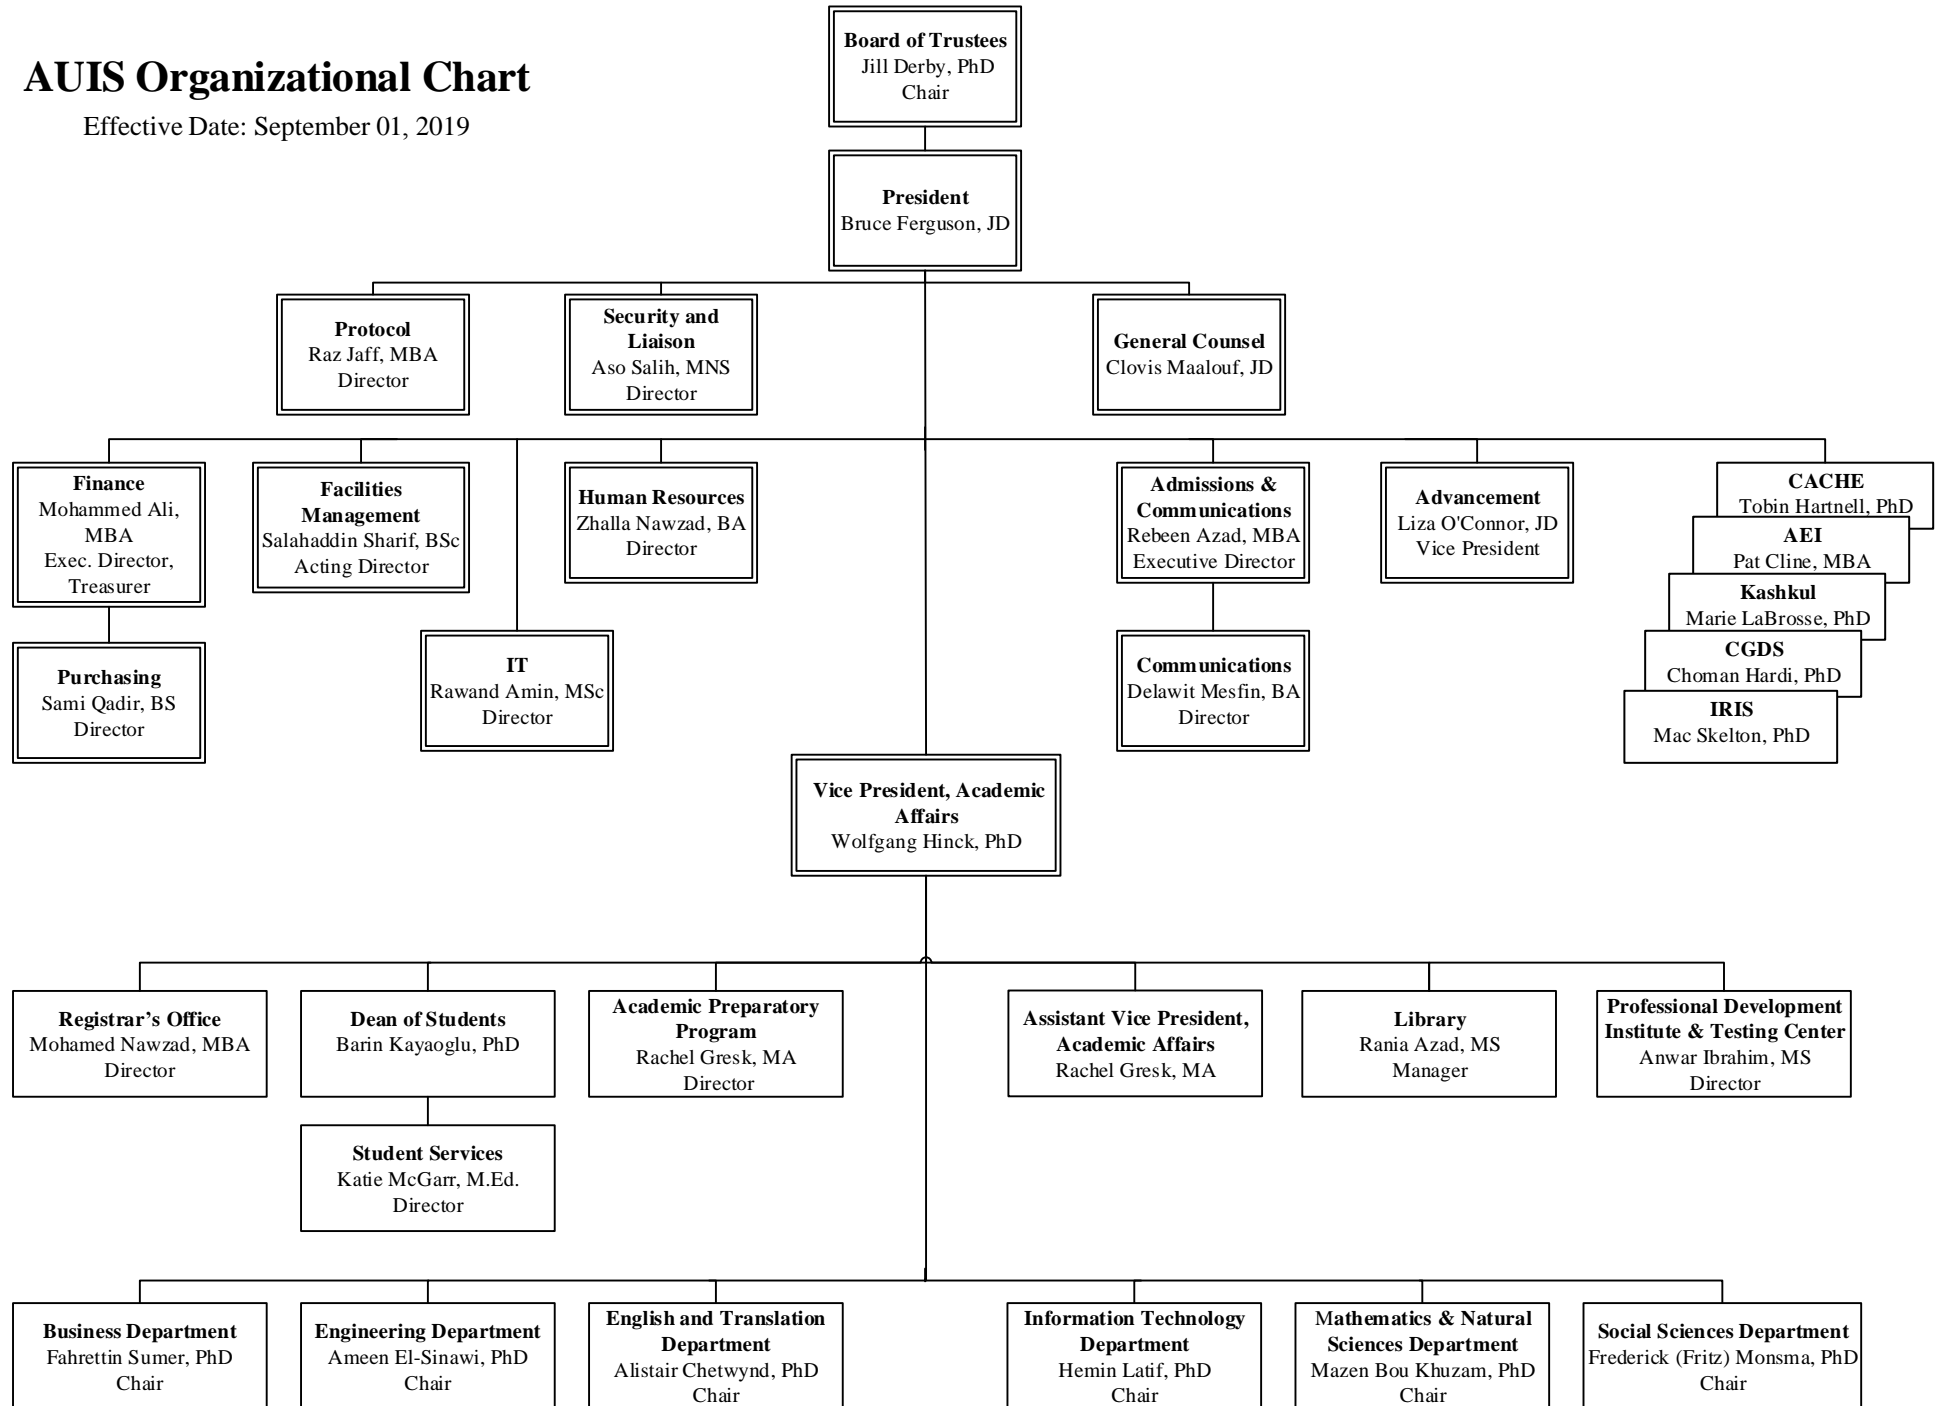 AUIS Organizational Chart
Effective Date: September 01, 2019
Board of Trustees
Jill Derby, PhD
Chair
President
Bruce Ferguson, JD
Protocol
Raz Jaff, MBA
Director
Security and
Liaison
Aso Salih, MNS
Director
General Counsel
Clovis Maalouf, JD
Finance
Mohammed Ali,
MBA
Exec. Director,
Treasurer
Facilities
Management
Salahaddin Sharif, BSc
Acting Director
Human Resources
Zhalla Nawzad, BA
Director
Admissions &
Communications
Rebeen Azad, MBA
Executive Director
Advancement
Liza O'Connor, JD
Vice President
CACHE
Tobin Hartnell, PhD
AEI
Pat Cline, MBA
Kashkul
Marie LaBrosse, PhD
CGDS
Choman Hardi, PhD
IRIS
Mac Skelton, PhD
Purchasing
Sami Qadir, BS
Director
IT
Rawand Amin, MSc
Director
Communications
Delawit Mesfin, BA
Director
Vice President, Academic
Affairs
Wolfgang Hinck, PhD
Registrar’s Office
Mohamed Nawzad, MBA
Director
Dean of Students
Barin Kayaoglu, PhD
Academic Preparatory
Program
Rachel Gresk, MA
Director
Assistant Vice President,
Academic Affairs
Rachel Gresk, MA
Library
Rania Azad, MS
Manager
Professional Development
Institute & Testing Center
Anwar Ibrahim, MS
Director
Student Services
Katie McGarr, M.Ed.
Director
Business Department
Fahrettin Sumer, PhD
Chair
Engineering Department
Ameen El-Sinawi, PhD
Chair
English and Translation
Department
Alistair Chetwynd, PhD
Chair
Information Technology
Department
Hemin Latif, PhD
Chair
Mathematics & Natural
Sciences Department
Mazen Bou Khuzam, PhD
Chair
Social Sciences Department
Frederick (Fritz) Monsma, PhD
Chair